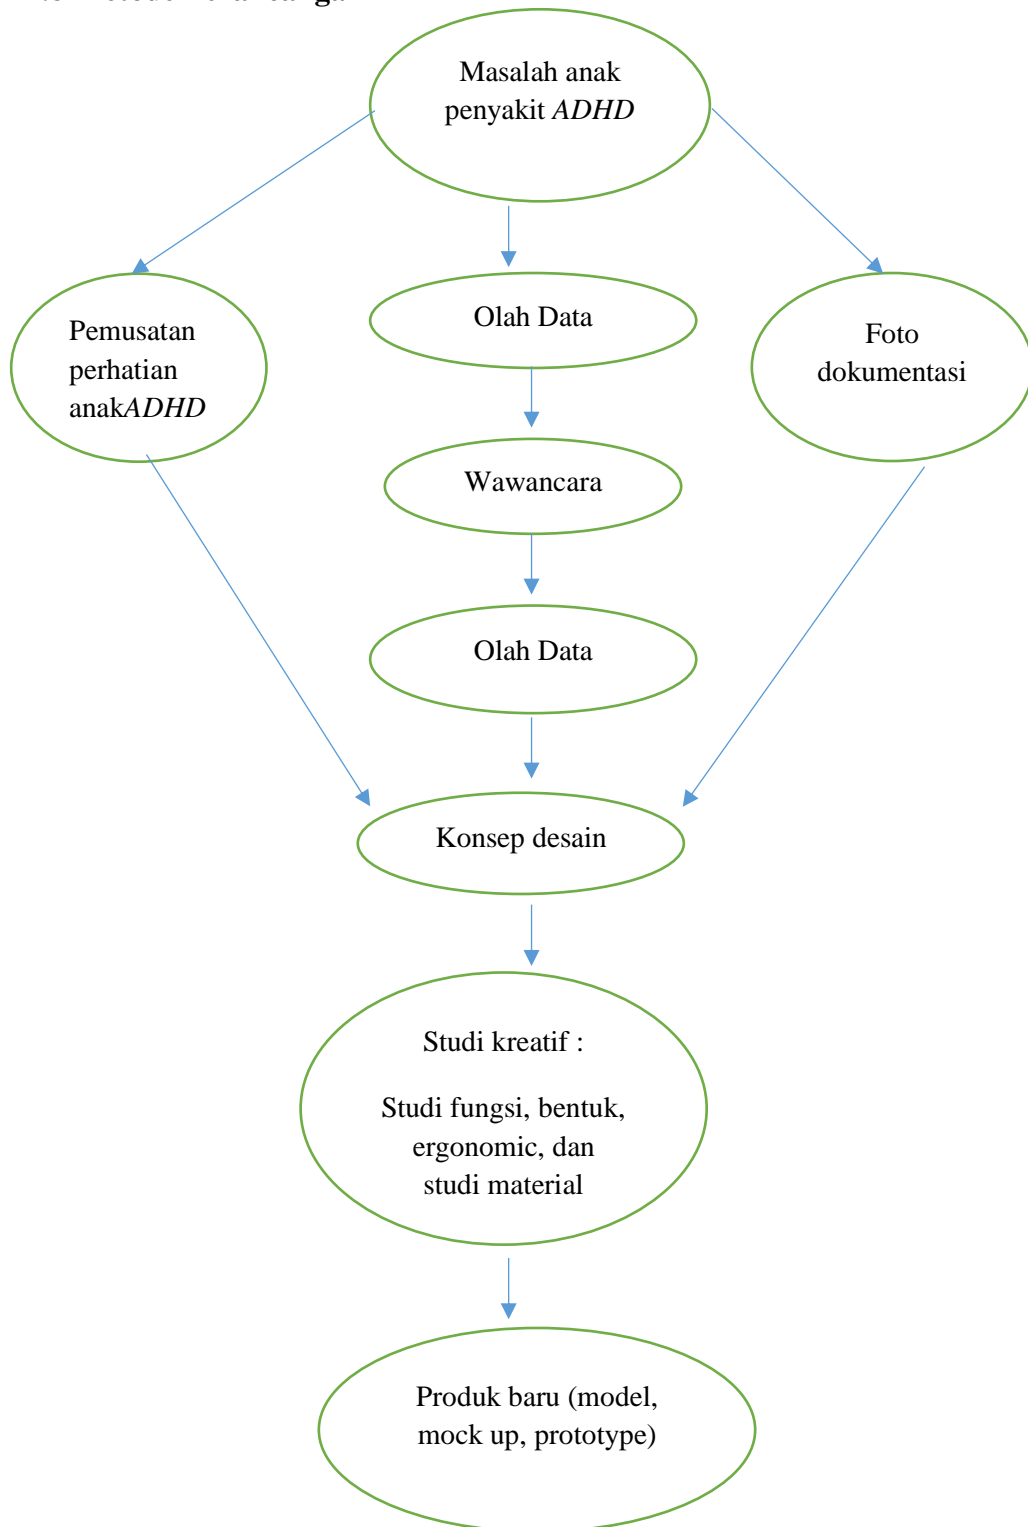 Masalah anak
penyakit ADHD
Pemusatan
perhatian
anakADHD
Olah Data
Foto
dokumentasi
Wawancara
Olah Data
Konsep desain
Studi kreatif :
Studi fungsi, bentuk,
ergonomic, dan
studi material
Produk baru (model,
mock up, prototype)